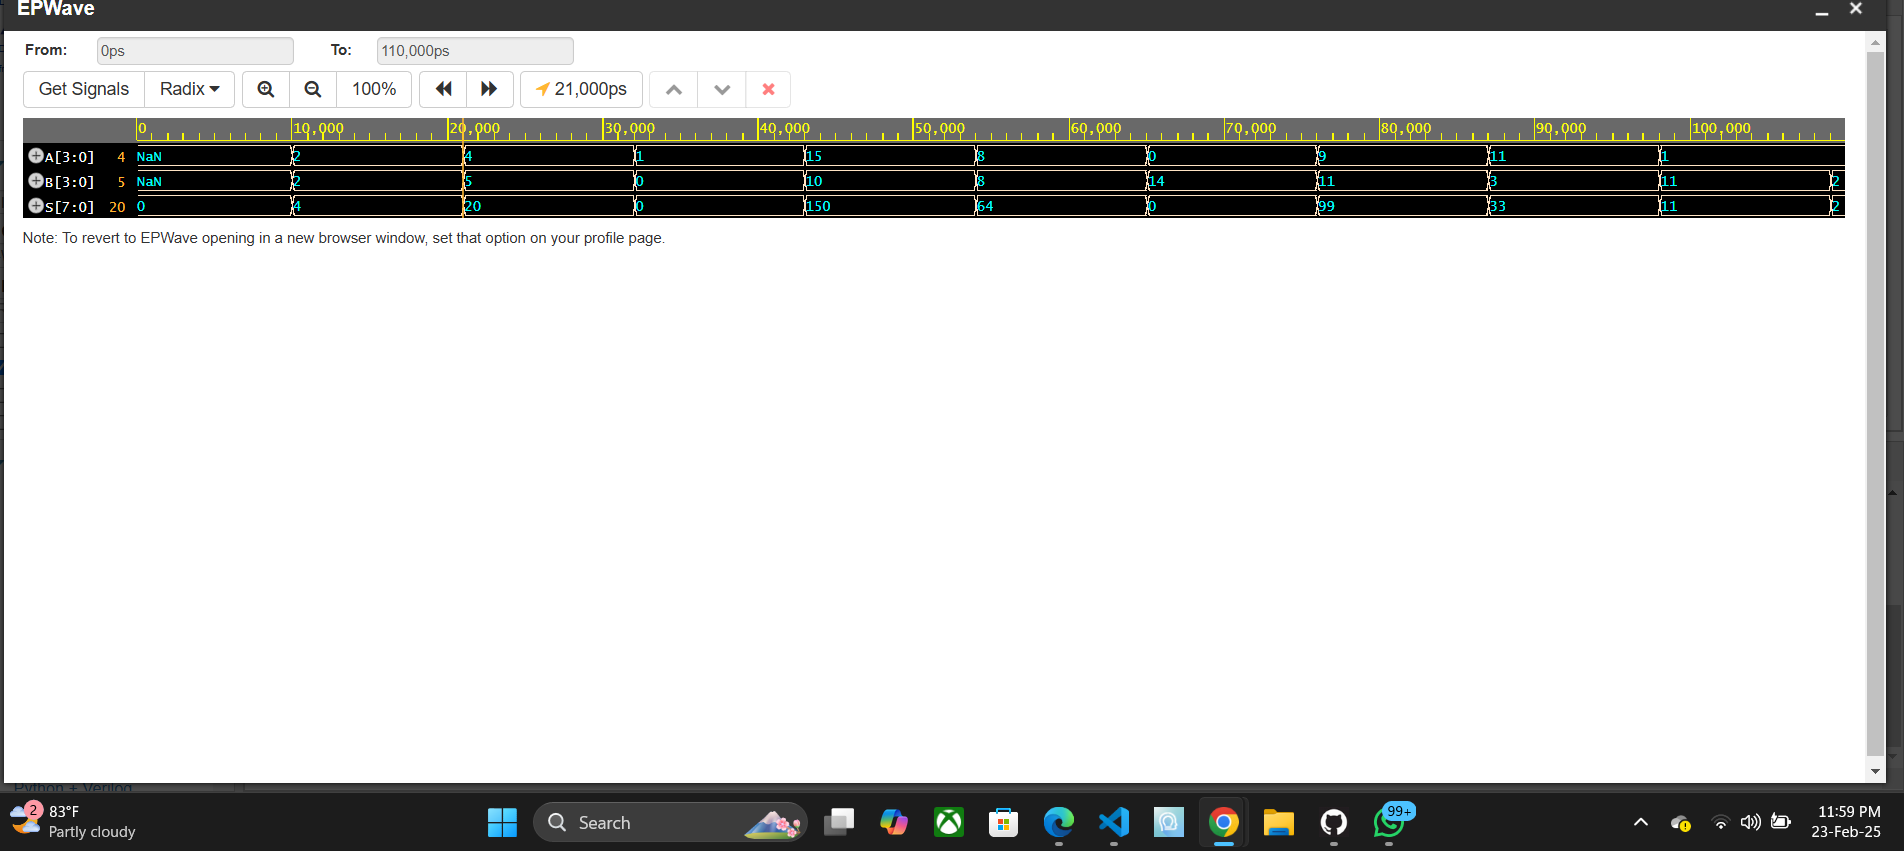 EPWave
From: 0ps To: 110,000ps
Get Signals Radix 100% 21,000ps
0 10,000 20,000 30,000 40,000 50,000 60,000 70,000 80,000 90,000 100,000
A[3:0] 4 NaN 2 4 1 15 8 0 9 11 1
B[3:0] 5 NaN 2 5 0 10 8 14 11 3 11 2
S[7:0] 20 0 4 20 0 150 64 0 99 33 11 2
Note: To revert to EPWave opening in a new browser window, set that option on your profile page.
Python + Verilog
2 83°F
Partly cloudy
Search
99+
11:59 PM
23-Feb-25